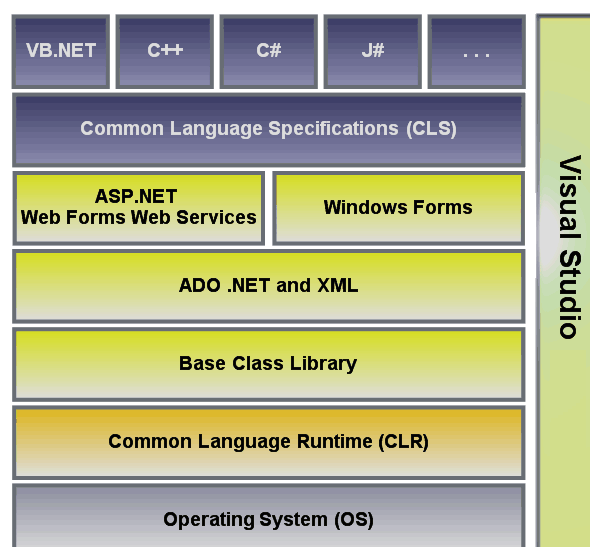 VB.NET
C++
C#
J#
. . .
Common Language Specifications (CLS)
ASP.NET
Web Forms Web Services
Windows Forms
ADO .NET and XML
Base Class Library
Common Language Runtime (CLR)
Operating System (OS)
Visual Studio